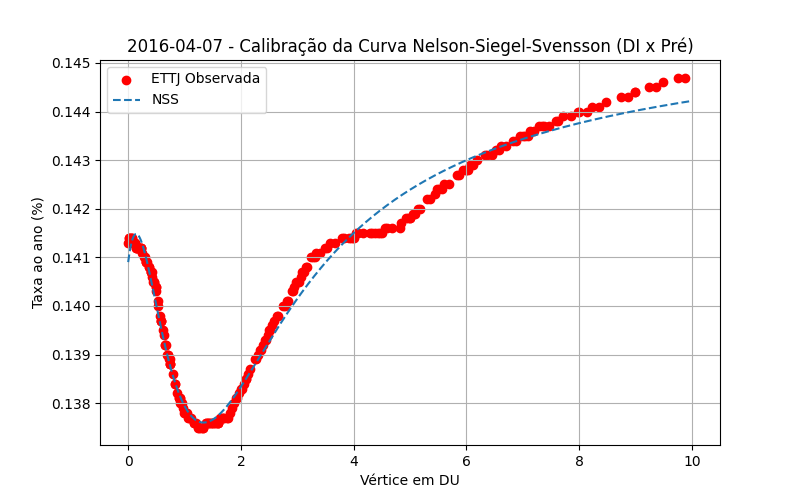 2016-04-07 - Calibração da Curva Nelson-Siegel-Svensson (DI x Pré)
ETTJ Observada
NSS
Taxa ao ano (%)
0.145
0.144
0.143
0.142
0.141
0.140
0.139
0.138
0
2
4
6
8
10
Vértice em DU